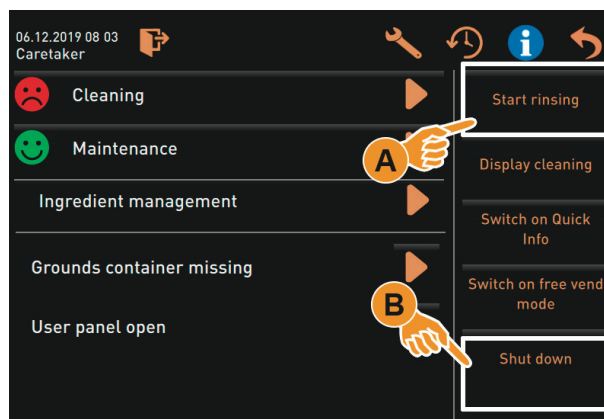 06.12.2019 08 03
Caretaker
i
Cleaning
Start rinsing
Maintenance
A
Display cleaning
Ingredient management
Switch on Quick
Info
Grounds container missing
Switch on free vend
mode
B
User panel open
Shut down